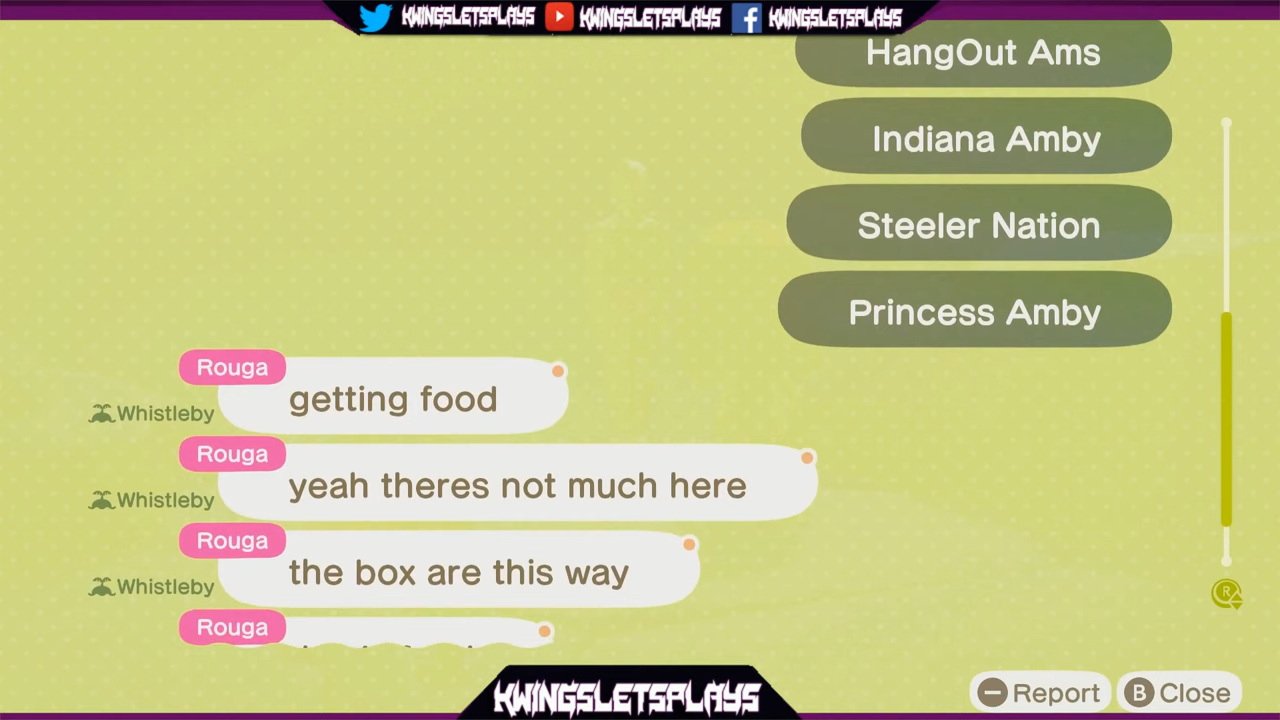 KWINGSLETSPLAYS KWINGSLETSPLAYS KWINGSLETSPLAYS
HangOut Ams
Indiana Amby
Steeler Nation
Princess Amby
Rouga
getting food
Whistleby
Rouga
yeah theres not much here
Whistleby
Rouga
the box are this way
Whistleby
Rouga
R
KWINGSLETSPLAYS
Report
B Close